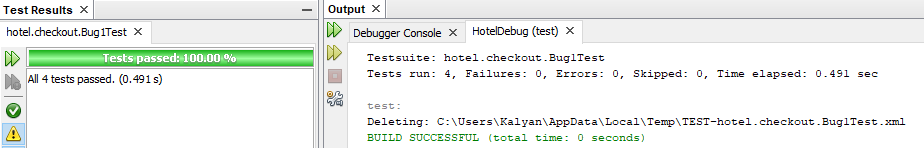 Test Results
hotel.checkout.Bug1Test
Tests passed: 100.00 %
All 4 tests passed. (0.491 s)
Output
Debugger Console
HotelDebug (test)
Testsuite: hotel.checkout.Bug1Test
Tests run: 4, Failures: 0, Errors: 0, Skipped: 0, Time elapsed: 0.491 sec
test:
Deleting: C:\Users\Kalyan\AppData\Local\Temp\TEST-hotel.checkout.Bug1Test.xml
BUILD SUCCESSFUL (total time: 0 seconds)